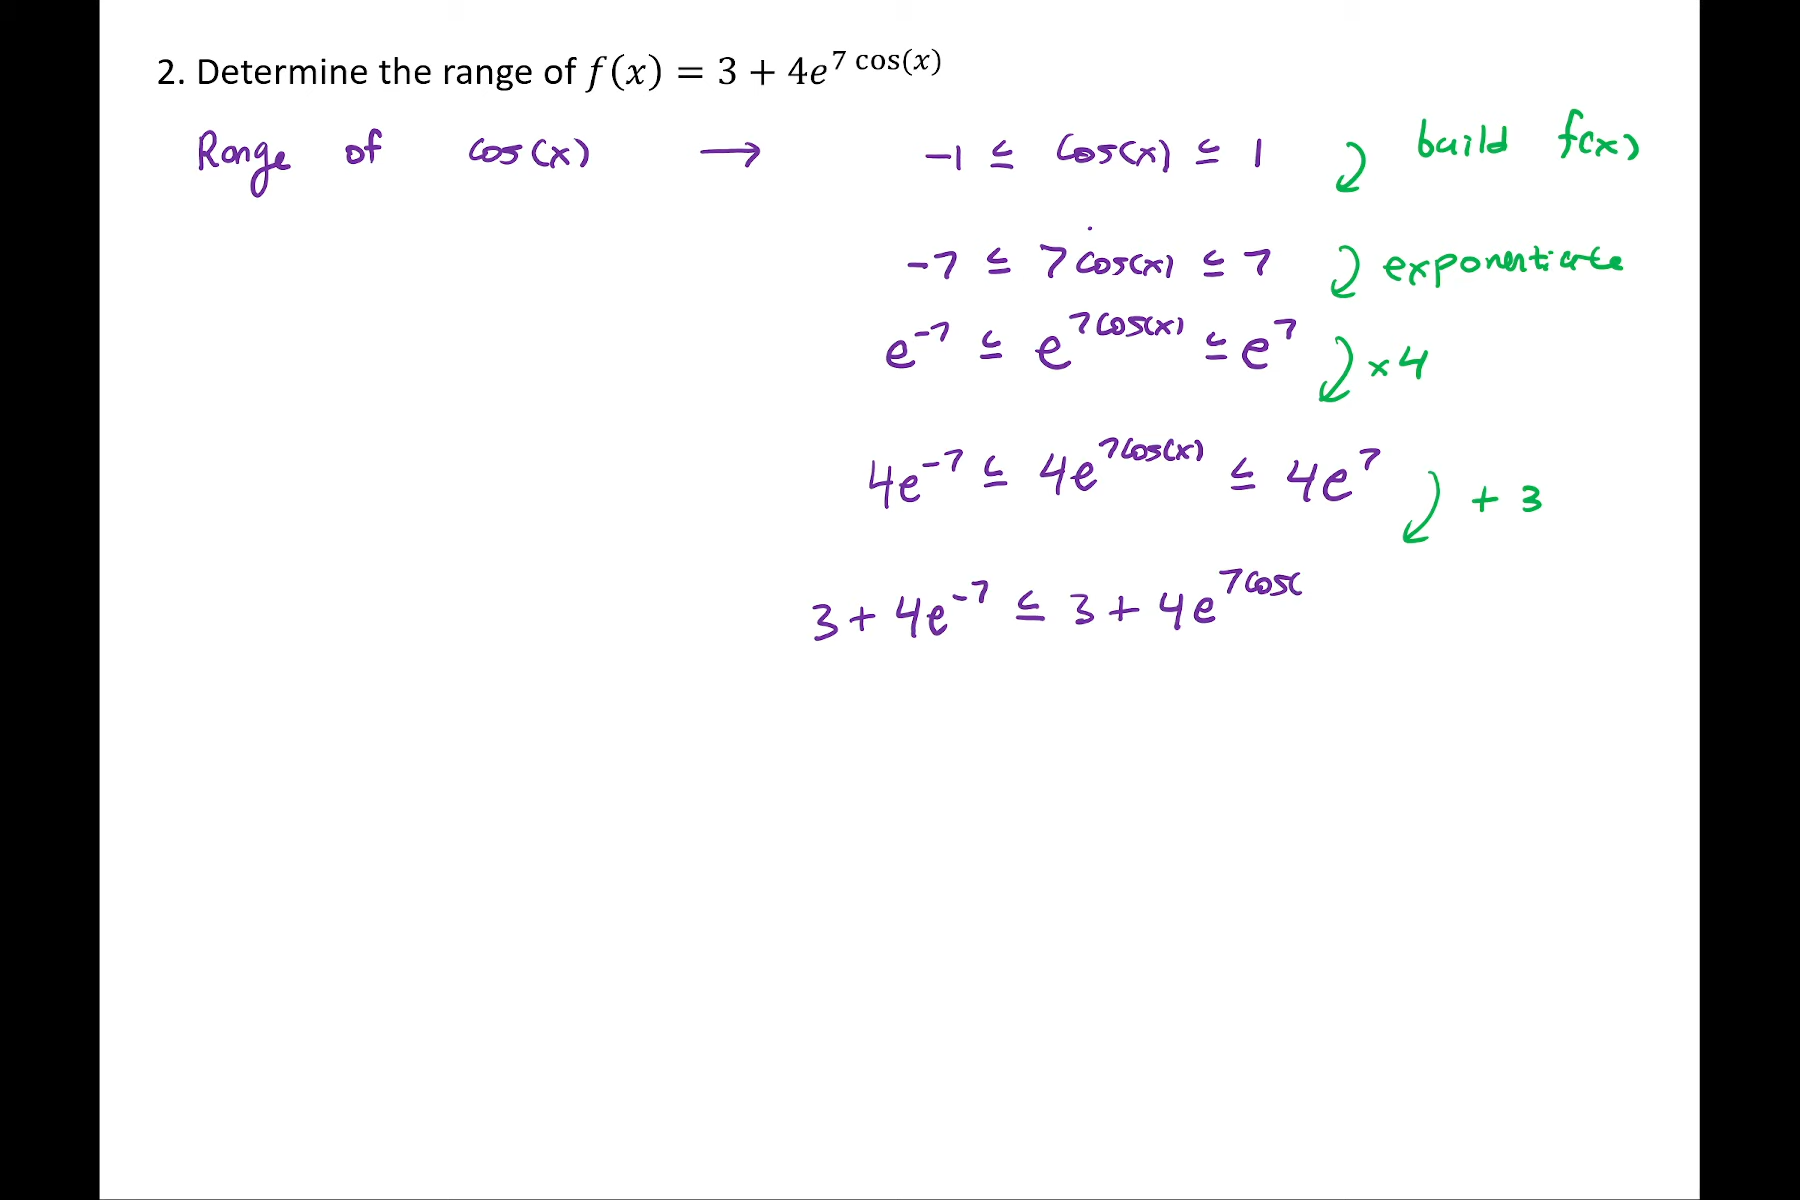 2. Determine the range of f(x) = 3 + 4e^{7 cos(x)}
Range of cos(x) → -1 ≤ cos(x) ≤ 1 build f(x)
-7 ≤ 7cos(x) ≤ 7 exponentiate
e^{-7} ≤ e^{7cos(x)} ≤ e^{7} ×4
4e^{-7} ≤ 4e^{7cos(x)} ≤ 4e^{7} + 3
3 + 4e^{-7} ≤ 3 + 4e^{7cos(}